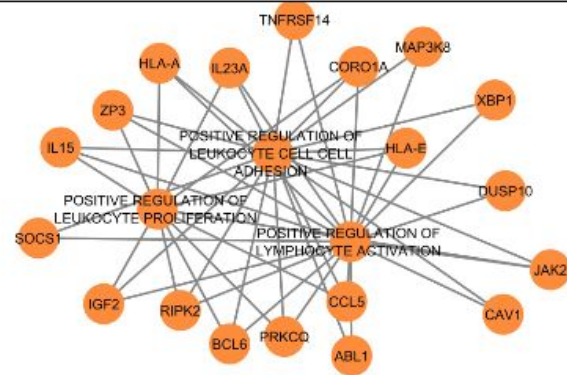 TNFRSF14
MAP3K8
HLA-A
IL23A
CORO1A
XBP1
ZP3
POSITIVE REGULATION OF
LEUKOCYTE CELL CELL
ADHESION
HLA-E
IL15
DUSP10
POSITIVE REGULATION OF
LEUKOCYTE PROLIFERATION
SOCS1
POSITIVE REGULATION OF
LYMPHOCYTE ACTIVATION
JAK2
IGF2
RIPK2
CCL5
CAV1
BCL6
PRKCQ
ABL1